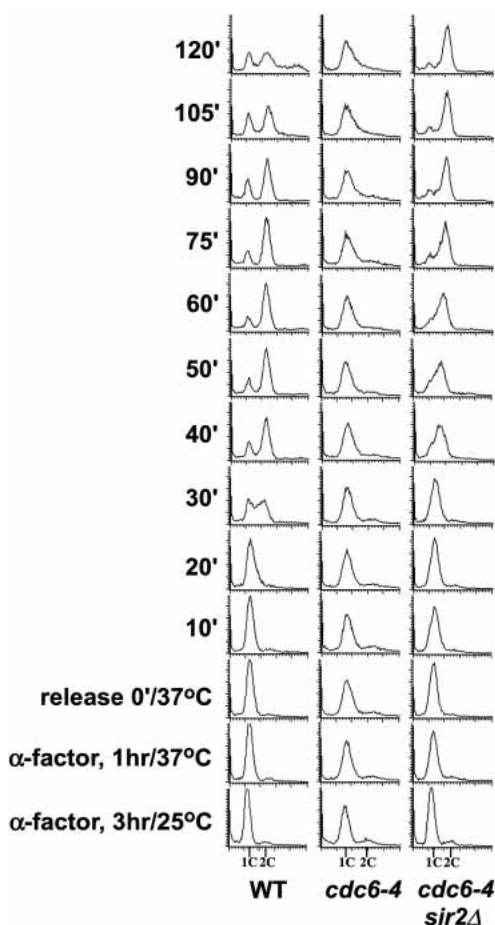 120'
105'
90'
75'
60'
50'
40'
30'
20'
10'
release 0'/37°C
α-factor, 1hr/37°C
α-factor, 3hr/25°C
1C 2C 1C 2C 1C 2C
WT cdc6-4 cdc6-4
sir2Δ